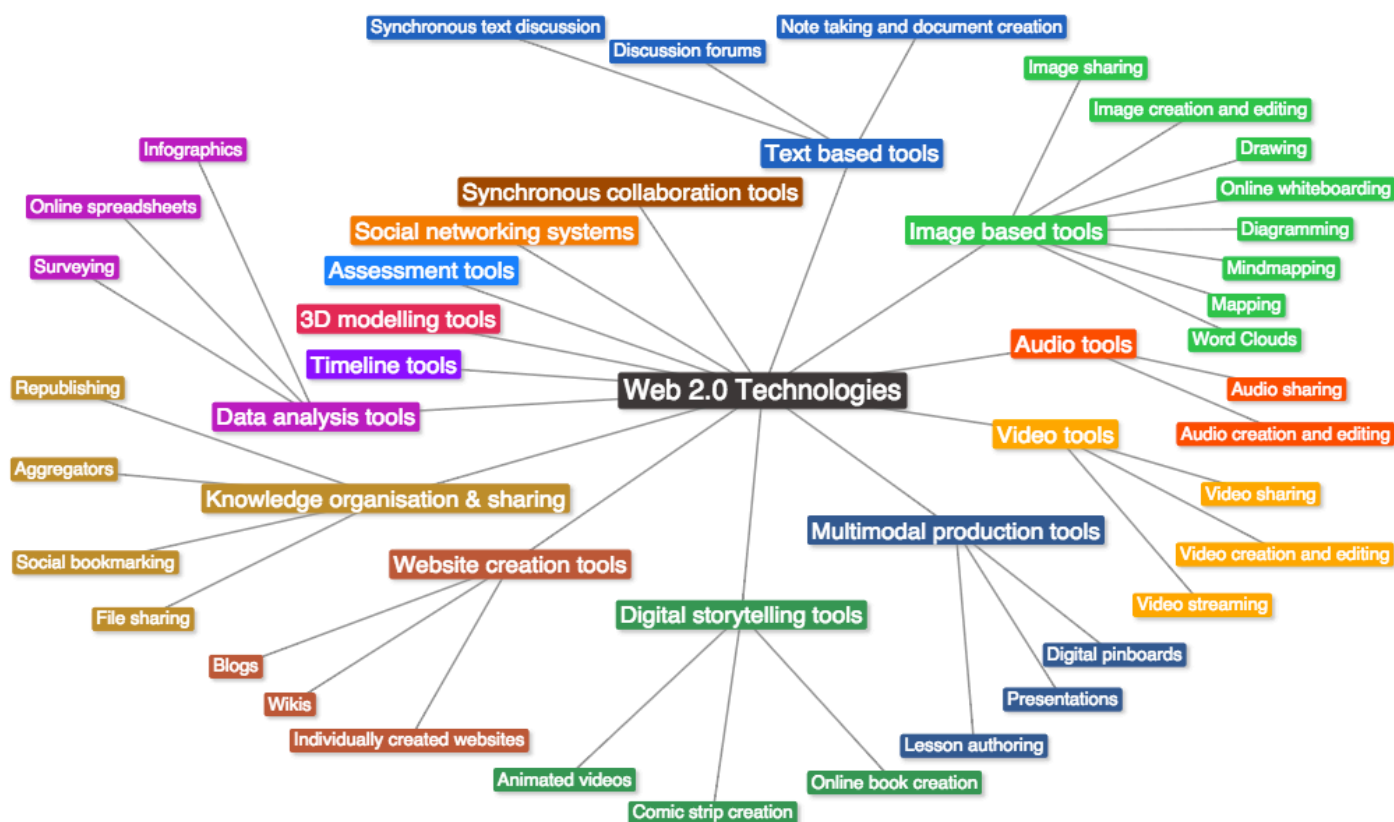 Synchronous text discussion
Note taking and document creation
Discussion forums
Image sharing
Image creation and editing
Infographics
Drawing
Text based tools
Online whiteboarding
Synchronous collaboration tools
Online spreadsheets
Social networking systems
Image based tools
Diagramming
Surveying
Assessment tools
Mindmapping
Mapping
3D modelling tools
Word Clouds
Audio tools
Timeline tools
Republishing
Web 2.0 Technologies
Audio sharing
Data analysis tools
Video tools
Audio creation and editing
Aggregators
Knowledge organisation & sharing
Video sharing
Multimodal production tools
Social bookmarking
Website creation tools
Video creation and editing
File sharing
Digital storytelling tools
Video streaming
Blogs
Digital pinboards
Wikis
Presentations
Individually created websites
Lesson authoring
Animated videos
Online book creation
Comic strip creation